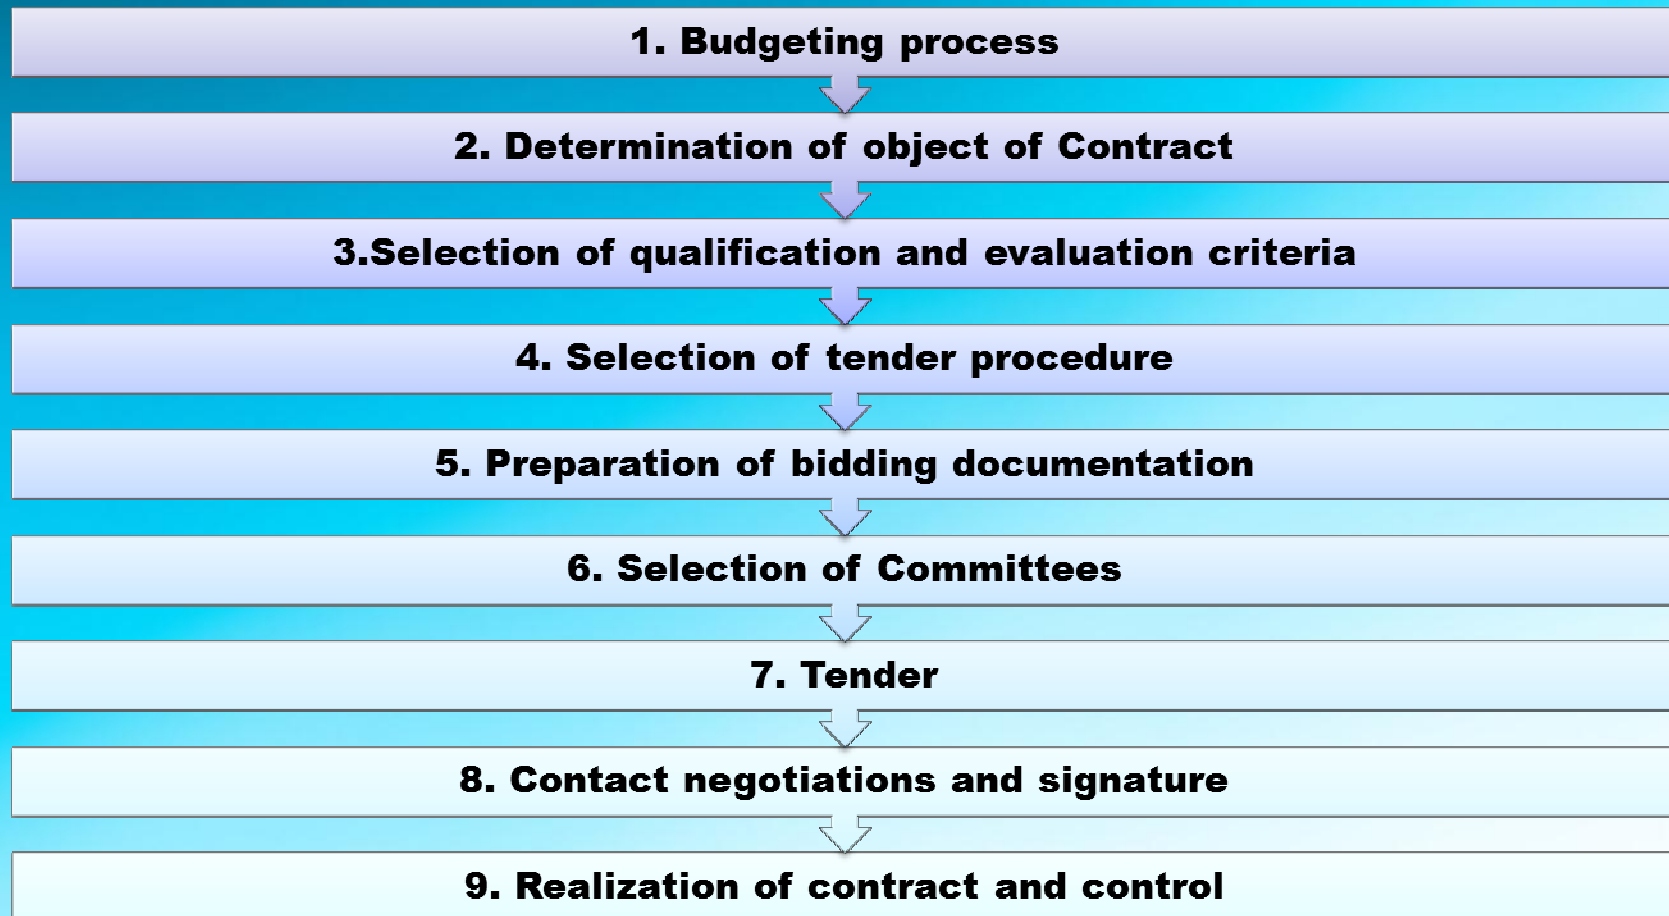 1. Budgeting process
2. Determination of object of Contract
3.Selection of qualification and evaluation criteria
4. Selection of tender procedure
5. Preparation of bidding documentation
6. Selection of Committees
7. Tender
8. Contact negotiations and signature
9. Realization of contract and control